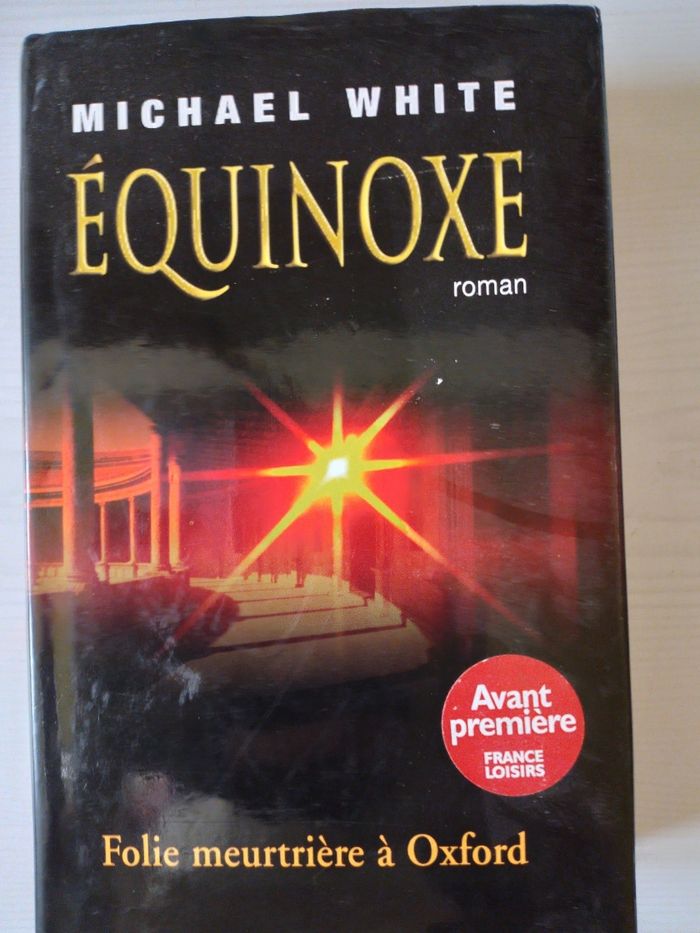 MICHAEL WHITE
ÉQUINOXE
roman
Avant
première
FRANCE
LOISIRS
Folie meurtrière à Oxford